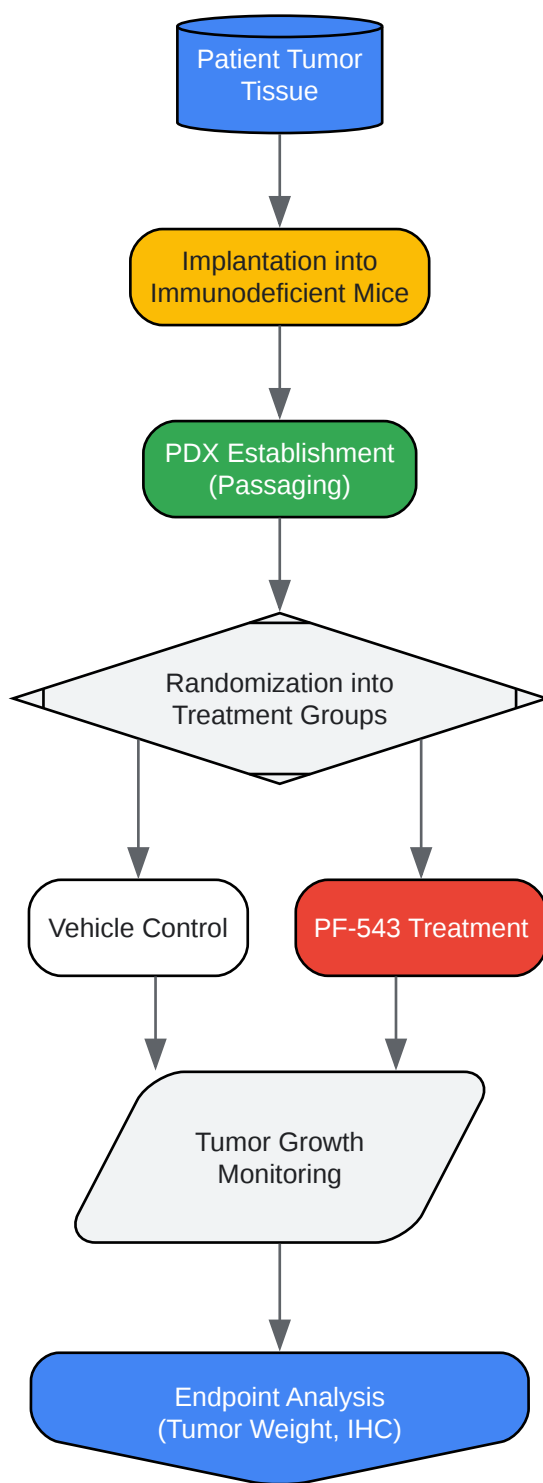 Patient Tumor
Tissue
Implantation into
Immunodeficient Mice
PDX Establishment
(Passaging)
Randomization into
Treatment Groups
Vehicle Control
PF-543 Treatment
Tumor Growth
Monitoring
Endpoint Analysis
(Tumor Weight, IHC)